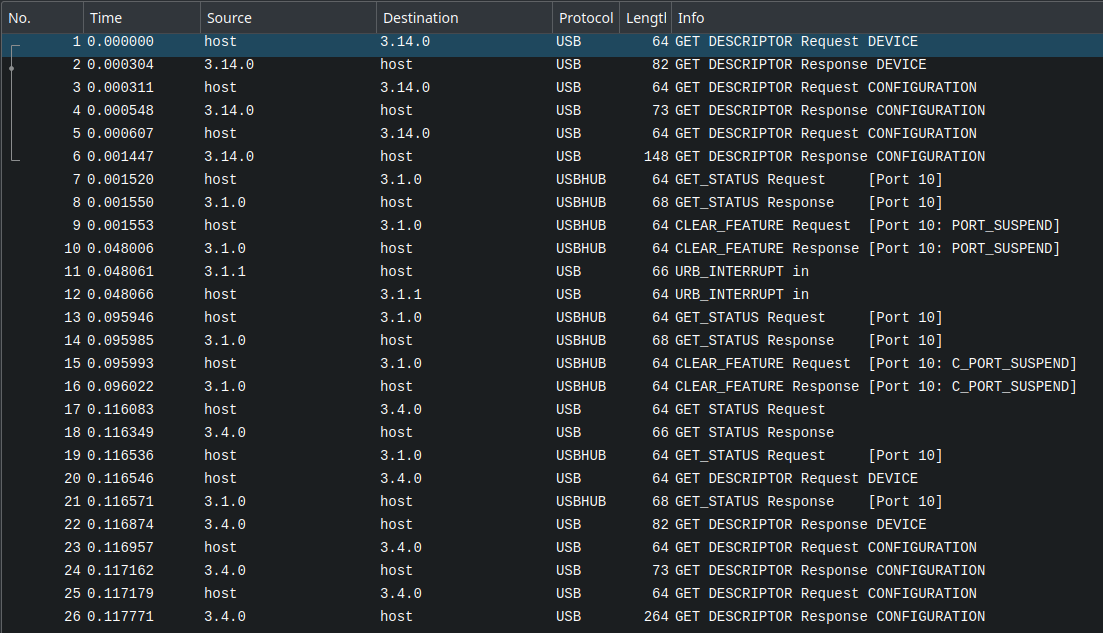 No. Time Source Destination Protocol Lengtl Info
1 0.000000 host 3.14.0 USB 64 GET DESCRIPTOR Request DEVICE
2 0.000304 3.14.0 host USB 82 GET DESCRIPTOR Response DEVICE
3 0.000311 host 3.14.0 USB 64 GET DESCRIPTOR Request CONFIGURATION
4 0.000548 3.14.0 host USB 73 GET DESCRIPTOR Response CONFIGURATION
5 0.000607 host 3.14.0 USB 64 GET DESCRIPTOR Request CONFIGURATION
6 0.001447 3.14.0 host USB 148 GET DESCRIPTOR Response CONFIGURATION
7 0.001520 host 3.1.0 USBHUB 64 GET_STATUS Request [Port 10]
8 0.001550 3.1.0 host USBHUB 68 GET_STATUS Response [Port 10]
9 0.001553 host 3.1.0 USBHUB 64 CLEAR_FEATURE Request [Port 10: PORT_SUSPEND]
10 0.048006 3.1.0 host USBHUB 64 CLEAR_FEATURE Response [Port 10: PORT_SUSPEND]
11 0.048061 3.1.1 host USB 66 URB_INTERRUPT in
12 0.048066 host 3.1.1 USB 64 URB_INTERRUPT in
13 0.095946 host 3.1.0 USBHUB 64 GET_STATUS Request [Port 10]
14 0.095985 3.1.0 host USBHUB 68 GET_STATUS Response [Port 10]
15 0.095993 host 3.1.0 USBHUB 64 CLEAR_FEATURE Request [Port 10: C_PORT_SUSPEND]
16 0.096022 3.1.0 host USBHUB 64 CLEAR_FEATURE Response [Port 10: C_PORT_SUSPEND]
17 0.116083 host 3.4.0 USB 64 GET STATUS Request
18 0.116349 3.4.0 host USB 66 GET STATUS Response
19 0.116536 host 3.1.0 USBHUB 64 GET_STATUS Request [Port 10]
20 0.116546 host 3.4.0 USB 64 GET DESCRIPTOR Request DEVICE
21 0.116571 3.1.0 host USBHUB 68 GET_STATUS Response [Port 10]
22 0.116874 3.4.0 host USB 82 GET DESCRIPTOR Response DEVICE
23 0.116957 host 3.4.0 USB 64 GET DESCRIPTOR Request CONFIGURATION
24 0.117162 3.4.0 host USB 73 GET DESCRIPTOR Response CONFIGURATION
25 0.117179 host 3.4.0 USB 64 GET DESCRIPTOR Request CONFIGURATION
26 0.117771 3.4.0 host USB 264 GET DESCRIPTOR Response CONFIGURATION